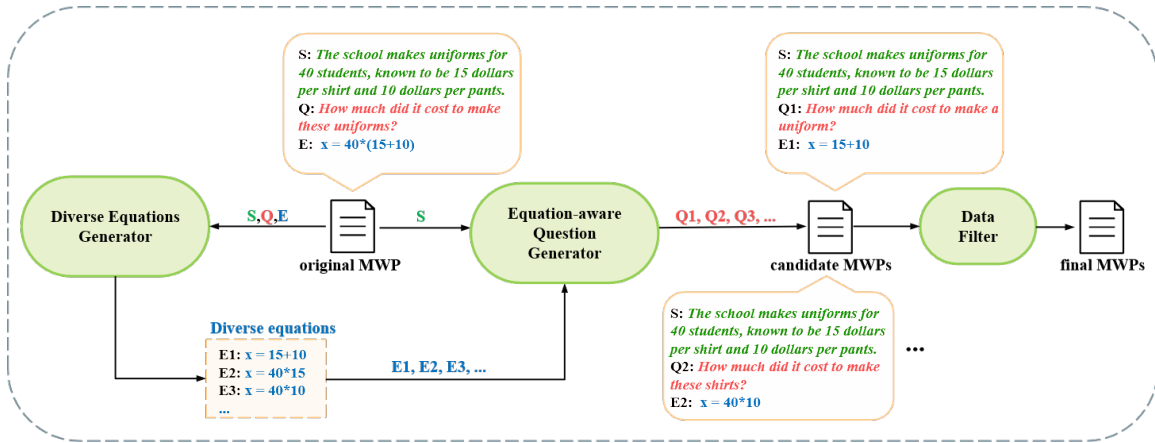 S: The school makes uniforms for
40 students, known to be 15 dollars
per shirt and 10 dollars per pants.
Q: How much did it cost to make
these uniforms?
E: x = 40*(15+10)
S: The school makes uniforms for
40 students, known to be 15 dollars
per shirt and 10 dollars per pants.
Q1: How much did it cost to make a
uniform?
E1: x = 15+10
Diverse Equations
Generator
S,Q,E
original MWP
S
Equation-aware
Question
Generator
Q1, Q2, Q3, ...
candidate MWPs
Data
Filter
final MWPs
Diverse equations
E1: x = 15+10
E2: x = 40*15
E3: x = 40*10
...
E1, E2, E3, ...
S: The school makes uniforms for
40 students, known to be 15 dollars
per shirt and 10 dollars per pants.
Q2: How much did it cost to make
these shirts?
E2: x = 40*10
...